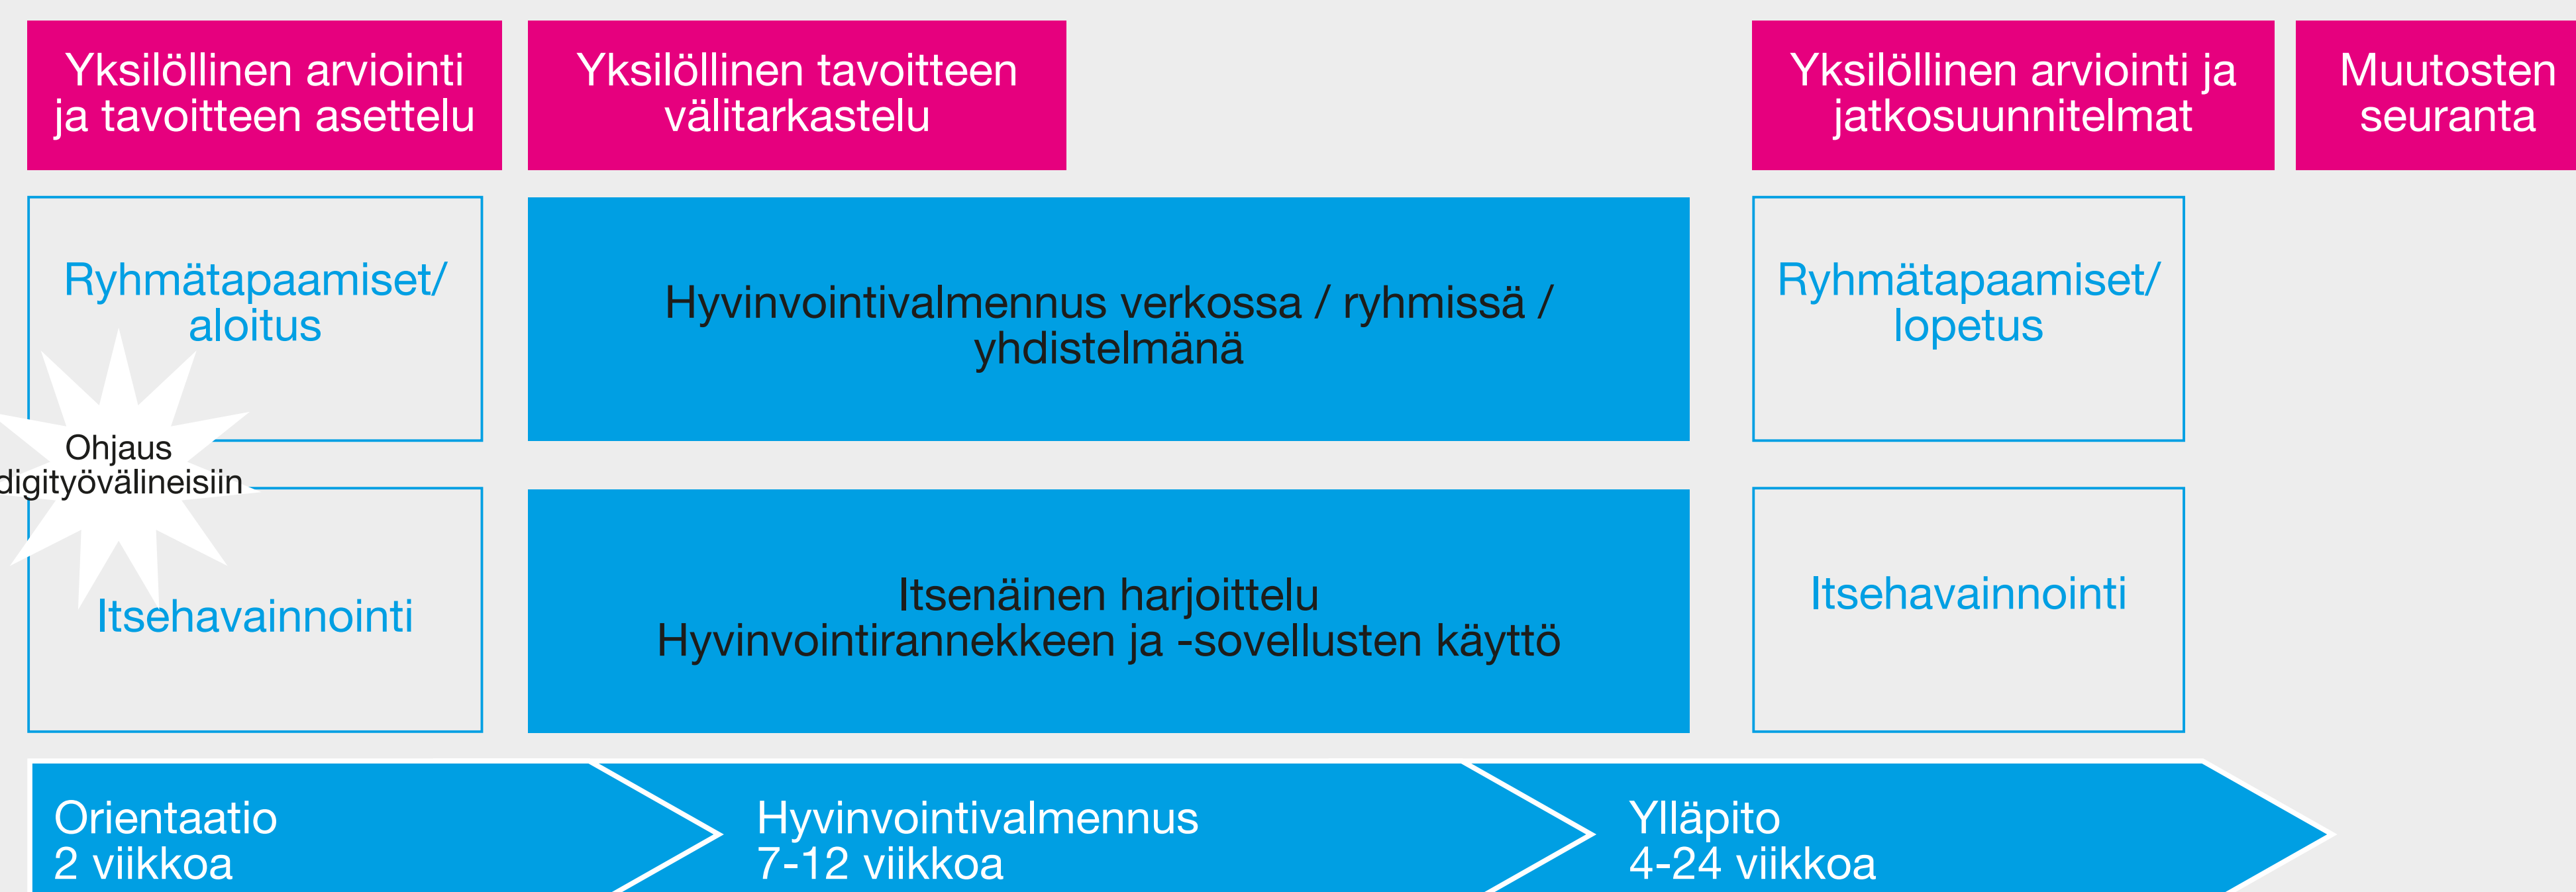 Yksilöllinen arviointi
ja tavoitteen asettelu
Yksilöllinen tavoitteen
välitarkastelu
Yksilöllinen arviointi ja
jatkosuunnitelmat
Muutosten
seuranta
Ryhmätapaamiset/
aloitus
Hyvinvointivalmennus verkossa / ryhmissä /
yhdistelmänä
Ryhmätapaamiset/
lopetus
Ohjaus
digityövälineisiin
Itsehavainnointi
Itsenäinen harjoittelu
Hyvinvointirannekkeen ja -sovellusten käyttö
Itsehavainnointi
Orientaatio
2 viikkoa
Hyvinvointivalmennus
7-12 viikkoa
Ylläpito
4-24 viikkoa